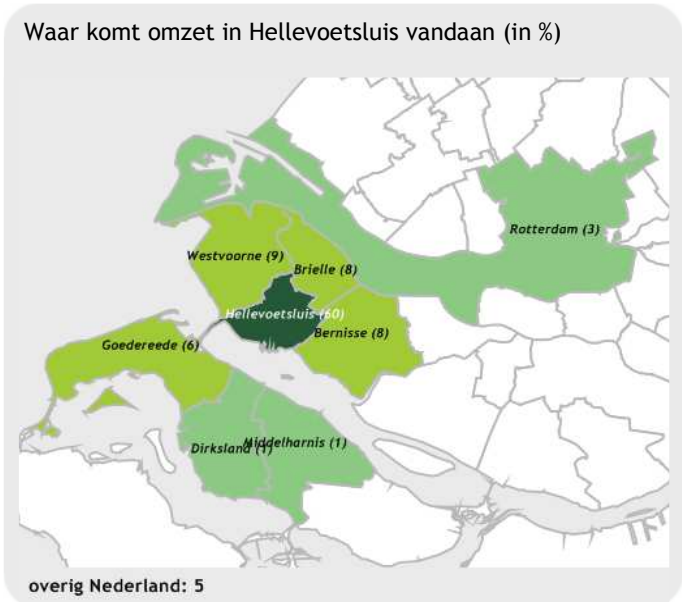 Waar komt omzet in Hellevoetsluis vandaan (in %)
Rotterdam (3)
Westvoorne (9)
Brielle (8)
Hellevoetsluis (60)
Bernisse (8)
Goedereede (6)
Middelharnis (1)
Dirksland (1)
overig Nederland: 5